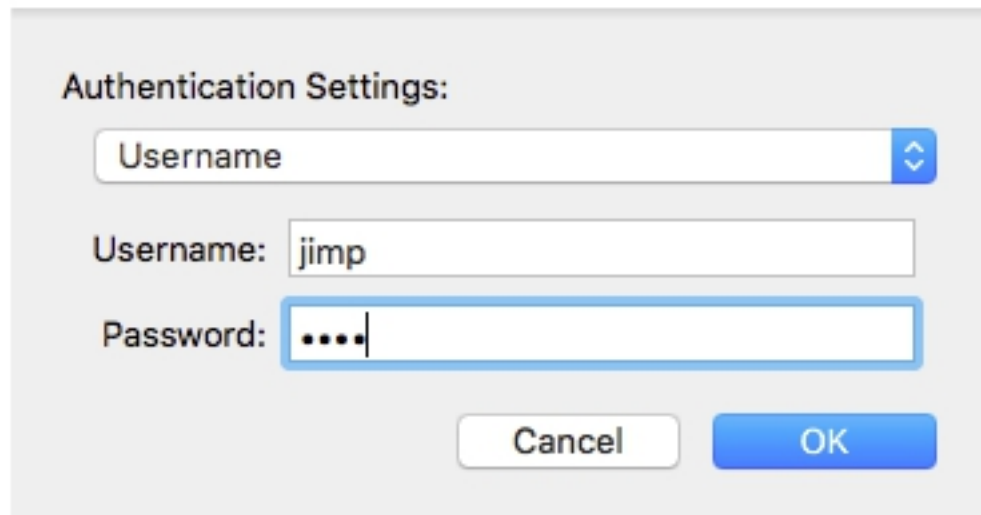 Authentication Settings:
Username
Username: jimp
Password: ••••
Cancel OK